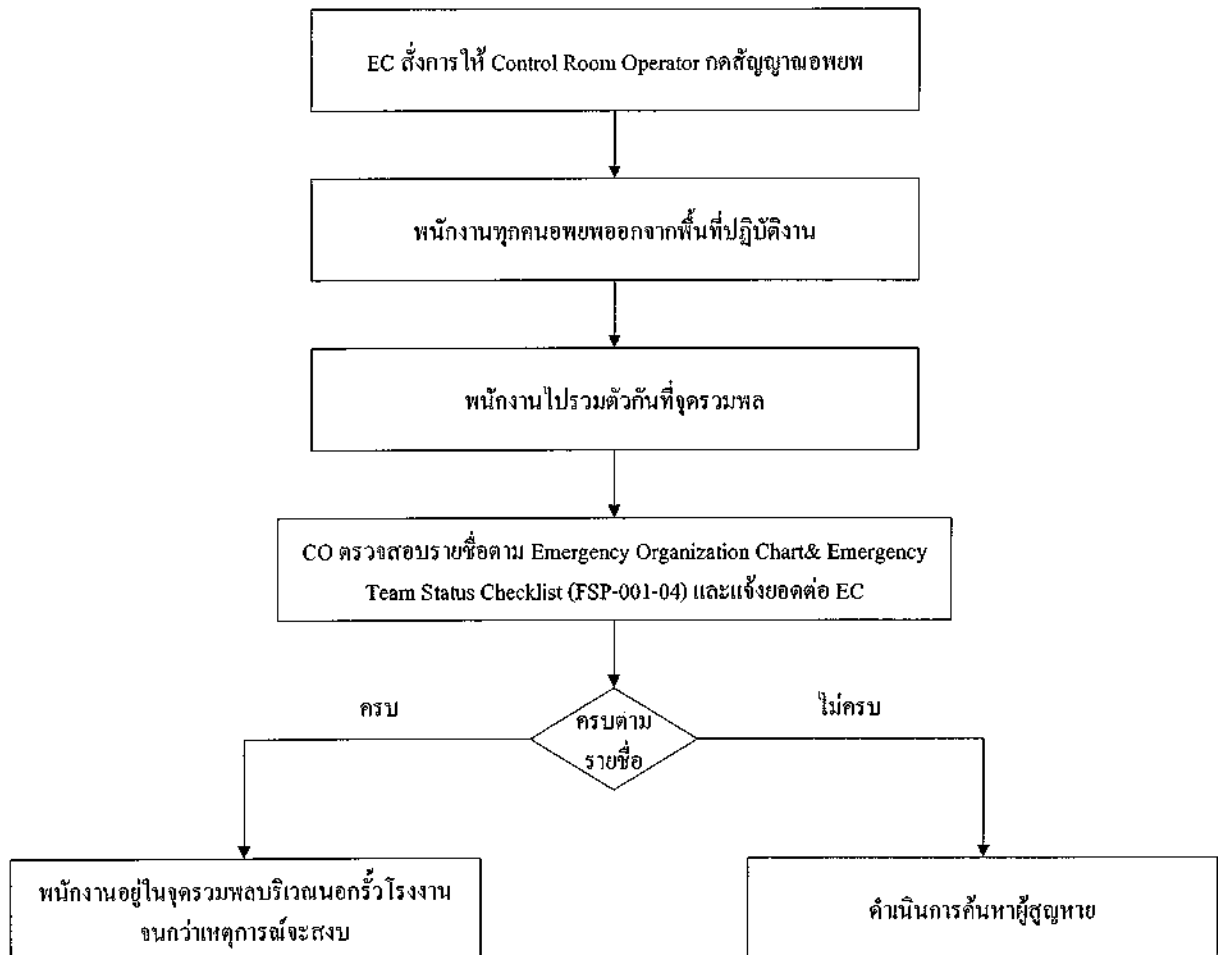 EC สั่งการให้ Control Room Operator กดสัญญาณอพยพ
พนักงานทุกคนอพยพออกจากพื้นที่ปฏิบัติงาน
พนักงานไปรวมตัวกันที่จุดรวมพล
CO ตรวจสอบรายชื่อตาม Emergency Organization Chart& Emergency
Team Status Checklist (FSP-001-04) และแจ้งยอดต่อ EC
ครบ
ไม่ครบ
ครบตาม
รายชื่อ
พนักงานอยู่ในจุดรวมพลบริเวณนอกรั้วโรงงาน
จนกว่าเหตุการณ์จะสงบ
ดำเนินการค้นหาผู้สูญหาย